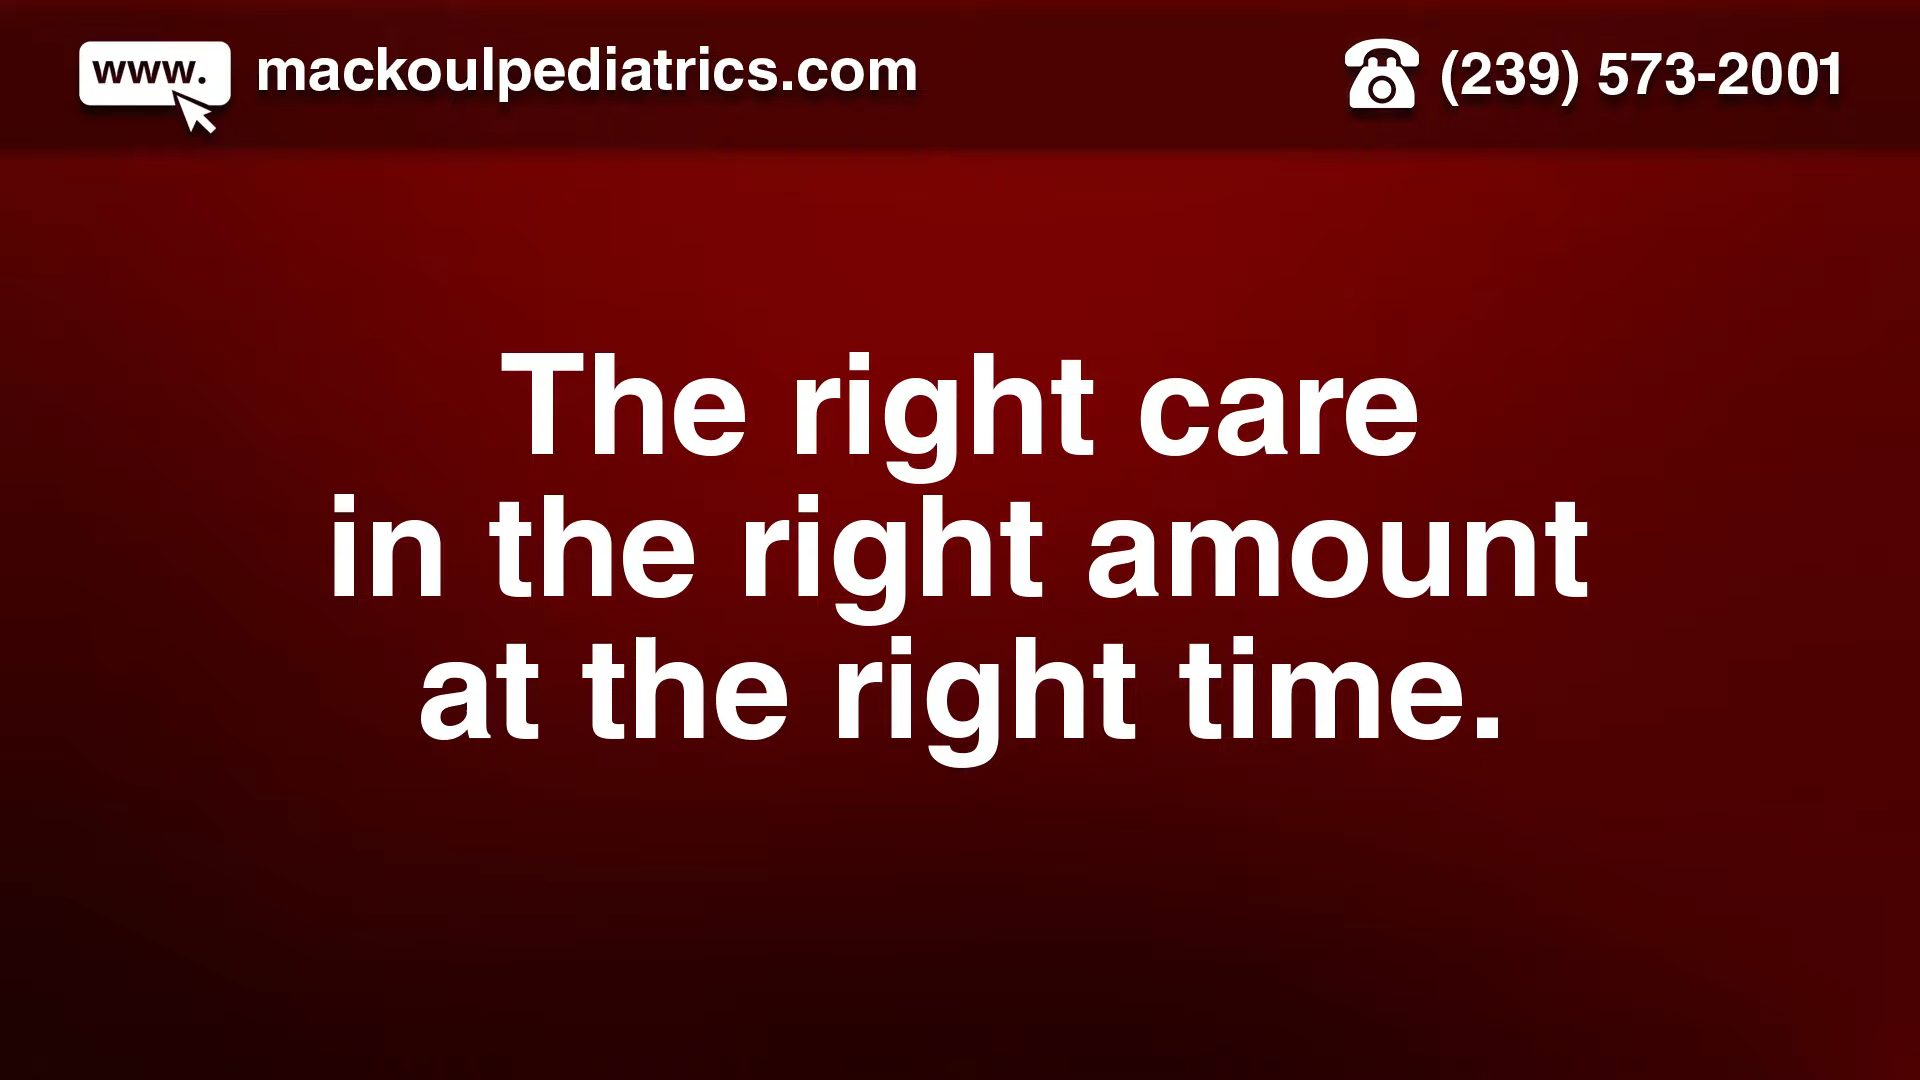 www. mackoulpediatrics.com
(239) 573-2001
The right care
in the right amount
at the right time.